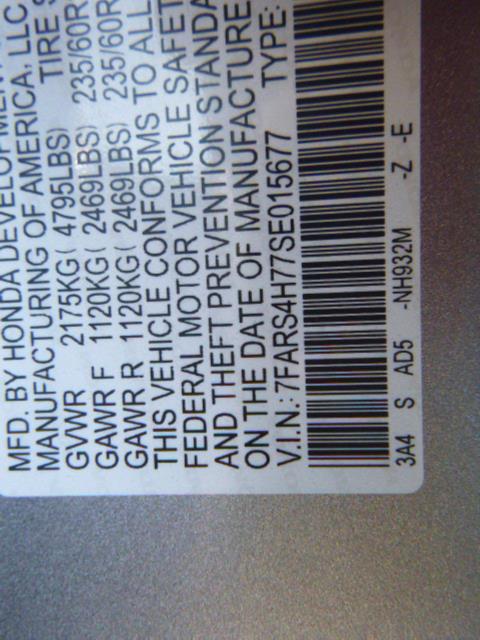 MFD. BY HONDA DEVELOPMENT
MANUFACTURING OF AMERICA, LLC
TIRE S
GVWR 2175KG( 4795LBS) 235/60R
GAWR F 1120KG( 2469LBS) 235/60R
GAWR R 1120KG( 2469LBS)
THIS VEHICLE CONFORMS TO ALL
FEDERAL MOTOR VEHICLE SAFET
AND THEFT PREVENTION STANDA
ON THE DATE OF MANUFACTURE
V.I.N.: 7FARS4H77SE015677 TYPE:
3A4 S AD5 -NH932M -Z -E